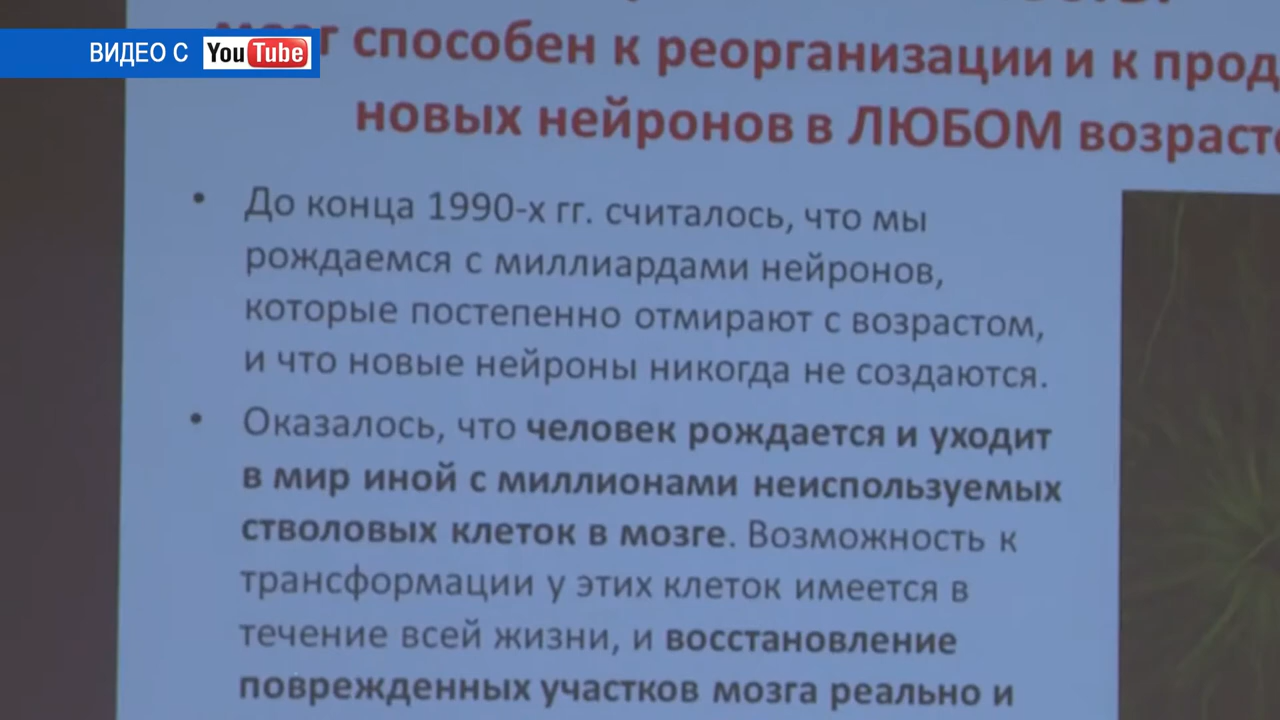 ВИДЕО С YouTube
способен к реорганизации и к
новых нейронов в ЛЮБОМ
• До конца 1990-х гг. считалось, что мы
рождаемся с миллиардами нейронов,
которые постепенно отмирают с возрастом,
и что новые нейроны никогда не создаются.
• Оказалось, что человек рождается и уходит
в мир иной с миллионами неиспользуемых
стволовых клеток в мозге. Возможность к
трансформации у этих клеток имеется в
течение всей жизни, и восстановление
поврежденных участков мозга реально и